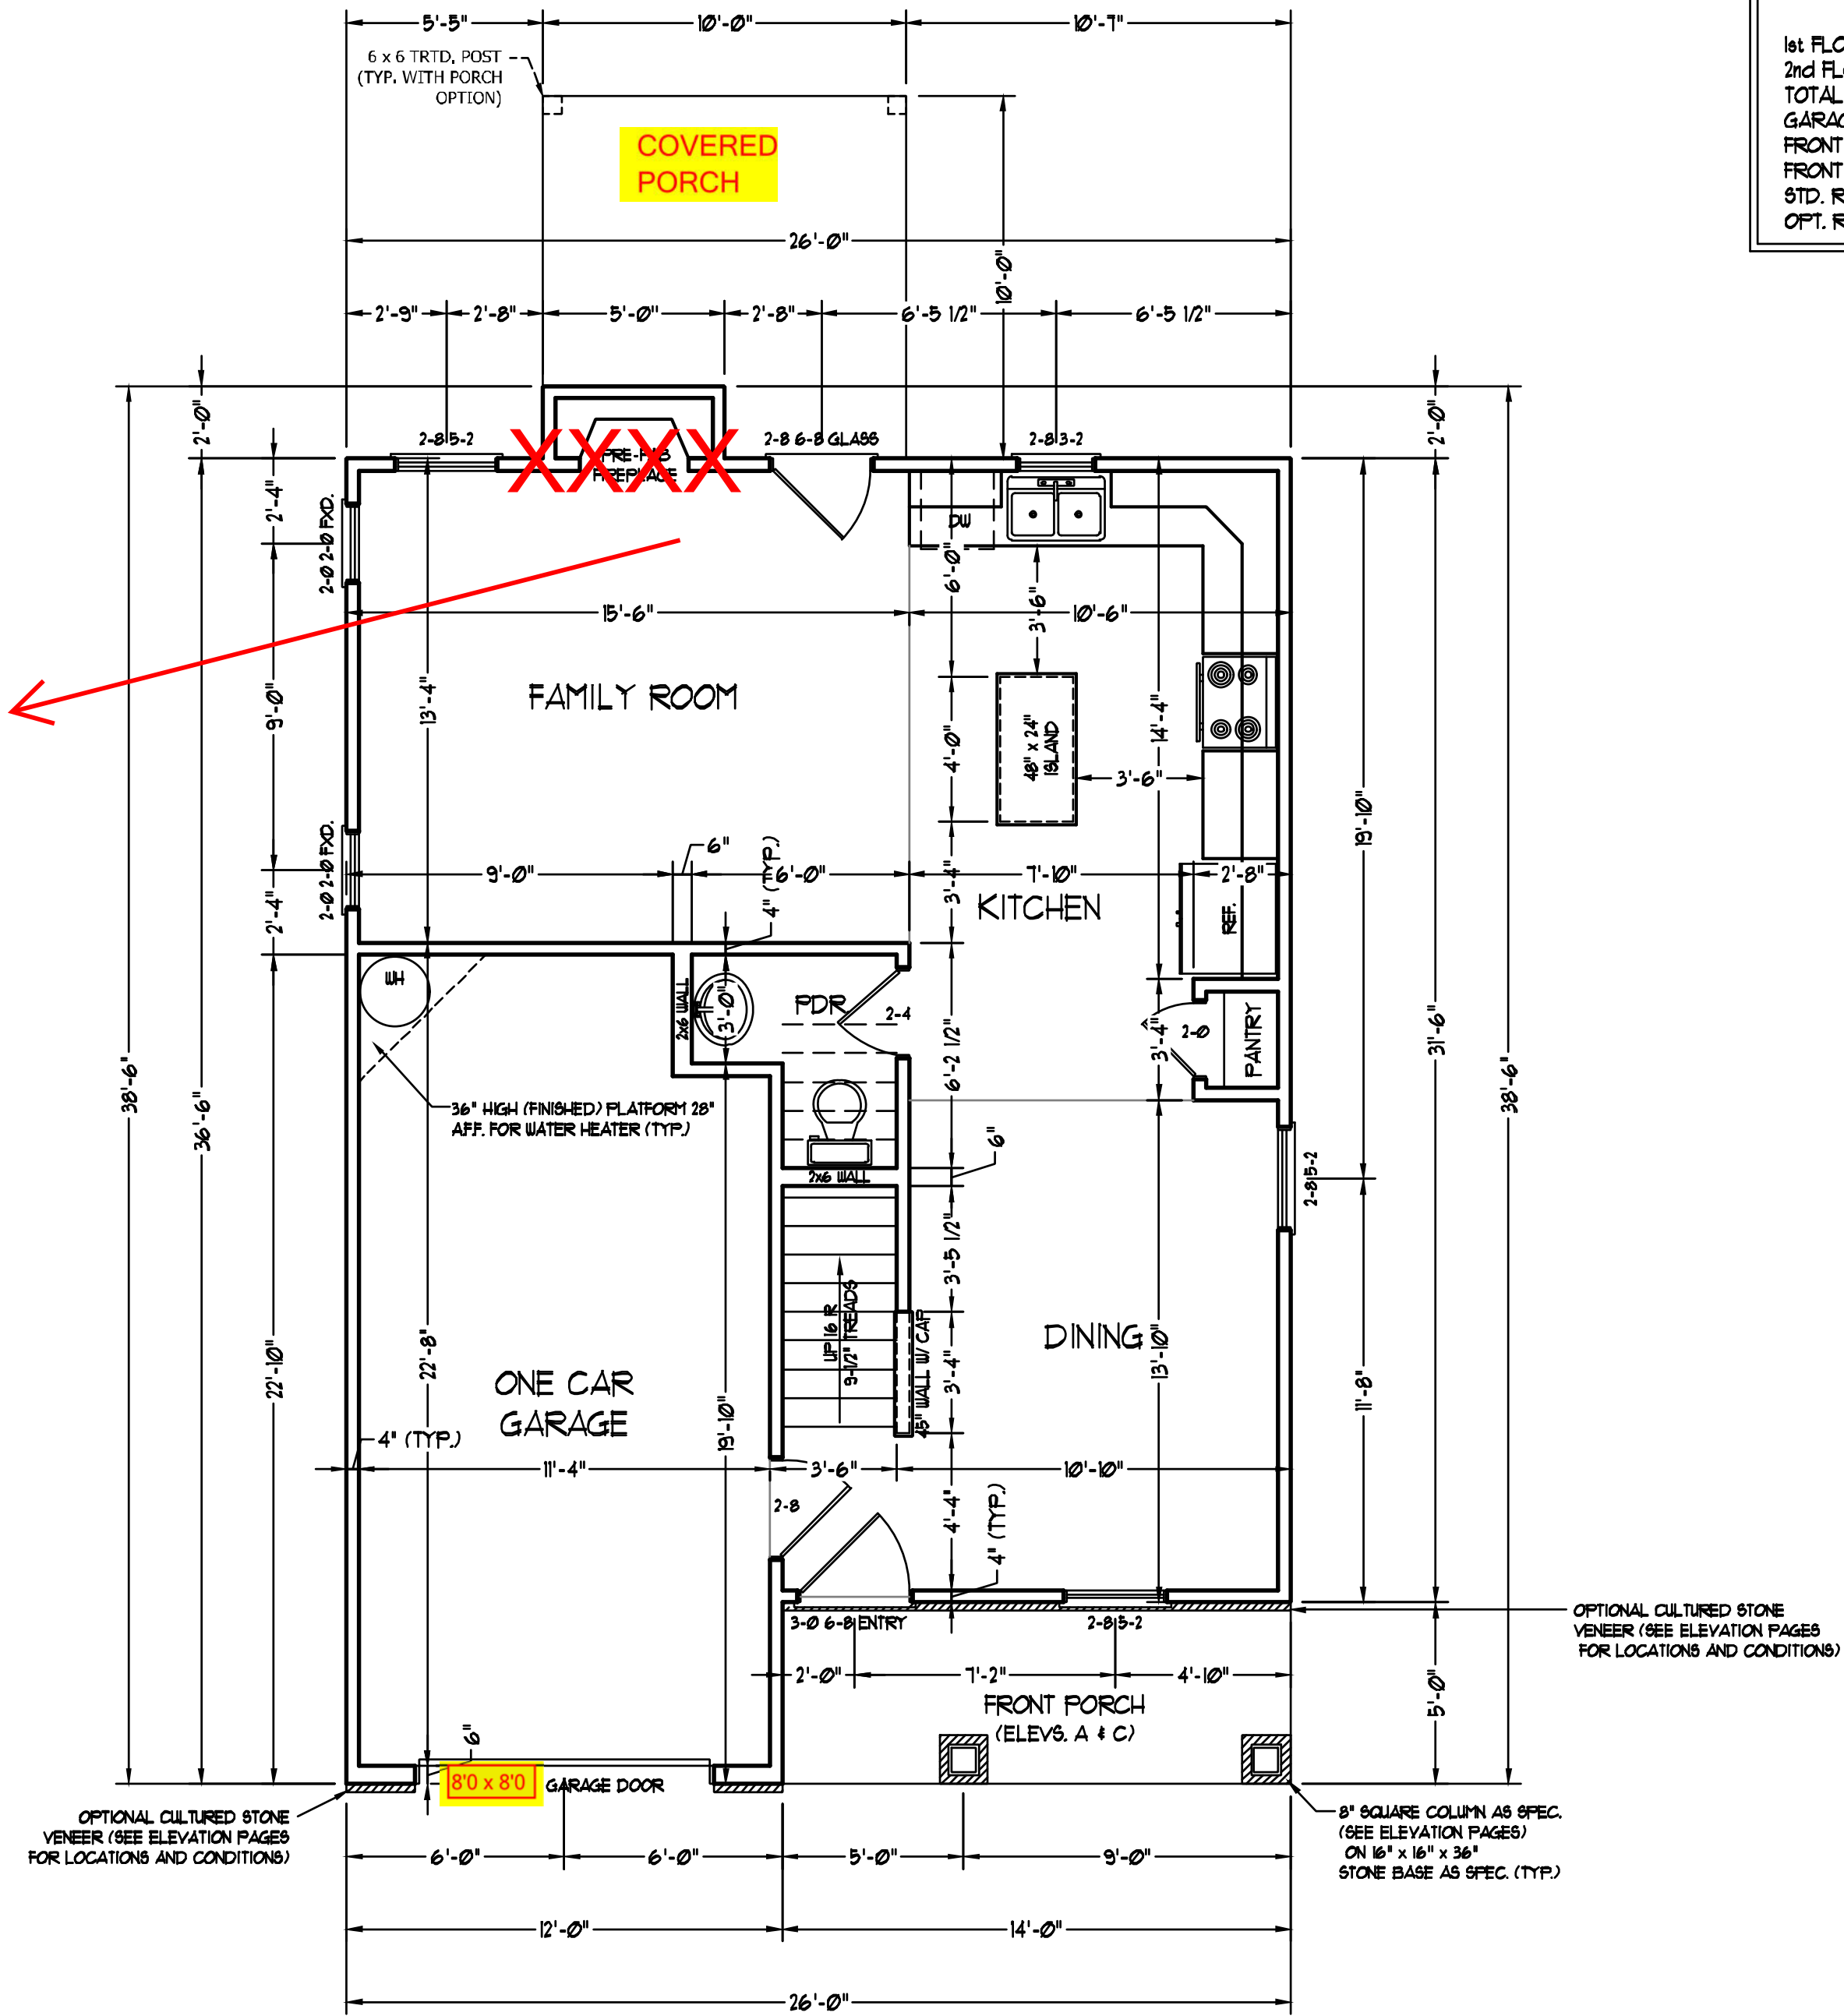 5'-5"
10'-0"
10'-7"
6 x 6 TRTD, POST
(TYP. WITH PORCH
OPTION)
COVERED
PORCH
1st FLO
2nd FL
TOTAL
GARAG
FRONT
FRONT
STD. R
OPT. R
26'-0"
10'-0"
2'-9"
2'-8"
5'-0"
2'-8"
6'-5 1/2"
6'-5 1/2"
2'-0"
2'-0"
2-8 5-2
XXXX
FIREPLACE
2-8 6-8 GLASS
2-8 3-2
2'-4"
2-0 2-0 FXD.
DW
6'-0"
3'-6"
15'-6"
10'-6"
FAMILY ROOM
13'-4"
9'-0"
4'-0"
48" x 24"
ISLAND
14'-4"
3'-6"
19'-10"
2-0 2-0 FXD.
6"
4" (TYP.)
9'-0"
6'-0"
3'-4"
7'-10"
2'-8"
2'-4"
KITCHEN
REF.
WH
2x6 WALL
3'-0"
PDR.
2-4
6'-2 1/2"
3'-4"
2-0
PANTRY
31'-6"
38'-6"
36'-6"
38'-6"
36" HIGH (FINISHED) PLATFORM 28"
A.F.F. FOR WATER HEATER (TYP.)
6"
2x6 WALL
2-8 5-2
3'-5 1/2"
UP 16 R
9-1/2" TREADS
45" WALL W/ CAP
3'-4"
DINING
13'-10"
11'-8"
22'-10"
22'-8"
ONE CAR
GARAGE
19'-10"
4" (TYP.)
11'-4"
3'-6"
10'-10"
2-8
4'-4"
4" (TYP.)
3-0 6-8 ENTRY
2-8 5-2
OPTIONAL CULTURED STONE
VENEER (SEE ELEVATION PAGES
FOR LOCATIONS AND CONDITIONS)
2'-0"
7'-2"
4'-10"
5'-0"
FRONT PORCH
(ELEVS. A & C)
6"
8'0 x 8'0
GARAGE DOOR
OPTIONAL CULTURED STONE
VENEER (SEE ELEVATION PAGES
FOR LOCATIONS AND CONDITIONS)
8" SQUARE COLUMN AS SPEC.
(SEE ELEVATION PAGES)
ON 16" x 16" x 36"
STONE BASE AS SPEC. (TYP.)
6'-0"
6'-0"
5'-0"
9'-0"
12'-0"
14'-0"
26'-0"